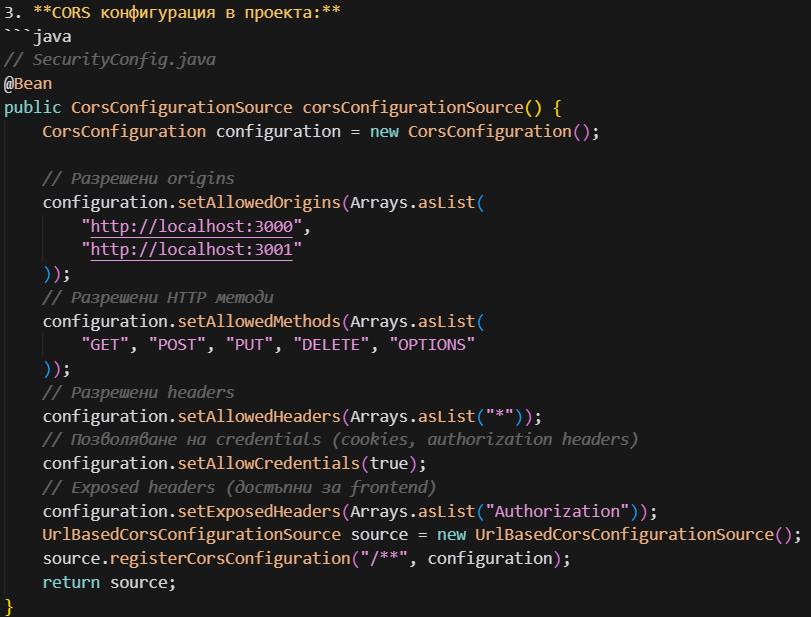 3. **CORS конфигурация в проекта:**
```java
// SecurityConfig.java
@Bean
public CorsConfigurationSource corsConfigurationSource() {
    CorsConfiguration configuration = new CorsConfiguration();

    // Разрешени origins
    configuration.setAllowedOrigins(Arrays.asList(
        "http://localhost:3000",
        "http://localhost:3001"
    ));
    // Разрешени HTTP методи
    configuration.setAllowedMethods(Arrays.asList(
        "GET", "POST", "PUT", "DELETE", "OPTIONS"
    ));
    // Разрешени headers
    configuration.setAllowedHeaders(Arrays.asList("*"));
    // Позволяване на credentials (cookies, authorization headers)
    configuration.setAllowCredentials(true);
    // Exposed headers (достъпни за frontend)
    configuration.setExposedHeaders(Arrays.asList("Authorization"));
    UrlBasedCorsConfigurationSource source = new UrlBasedCorsConfigurationSource();
    source.registerCorsConfiguration("/**", configuration);
    return source;
}